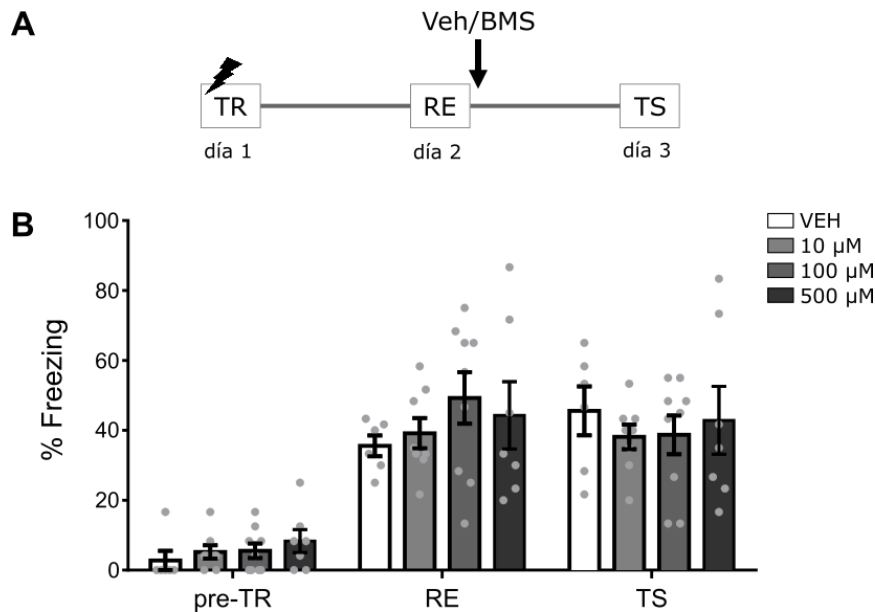 A
Veh/BMS
TR
RE
TS
día 1
día 2
día 3
B
% Freezing
100
80
60
40
20
0
pre-TR
RE
TS
VEH
10 µM
100 µM
500 µM